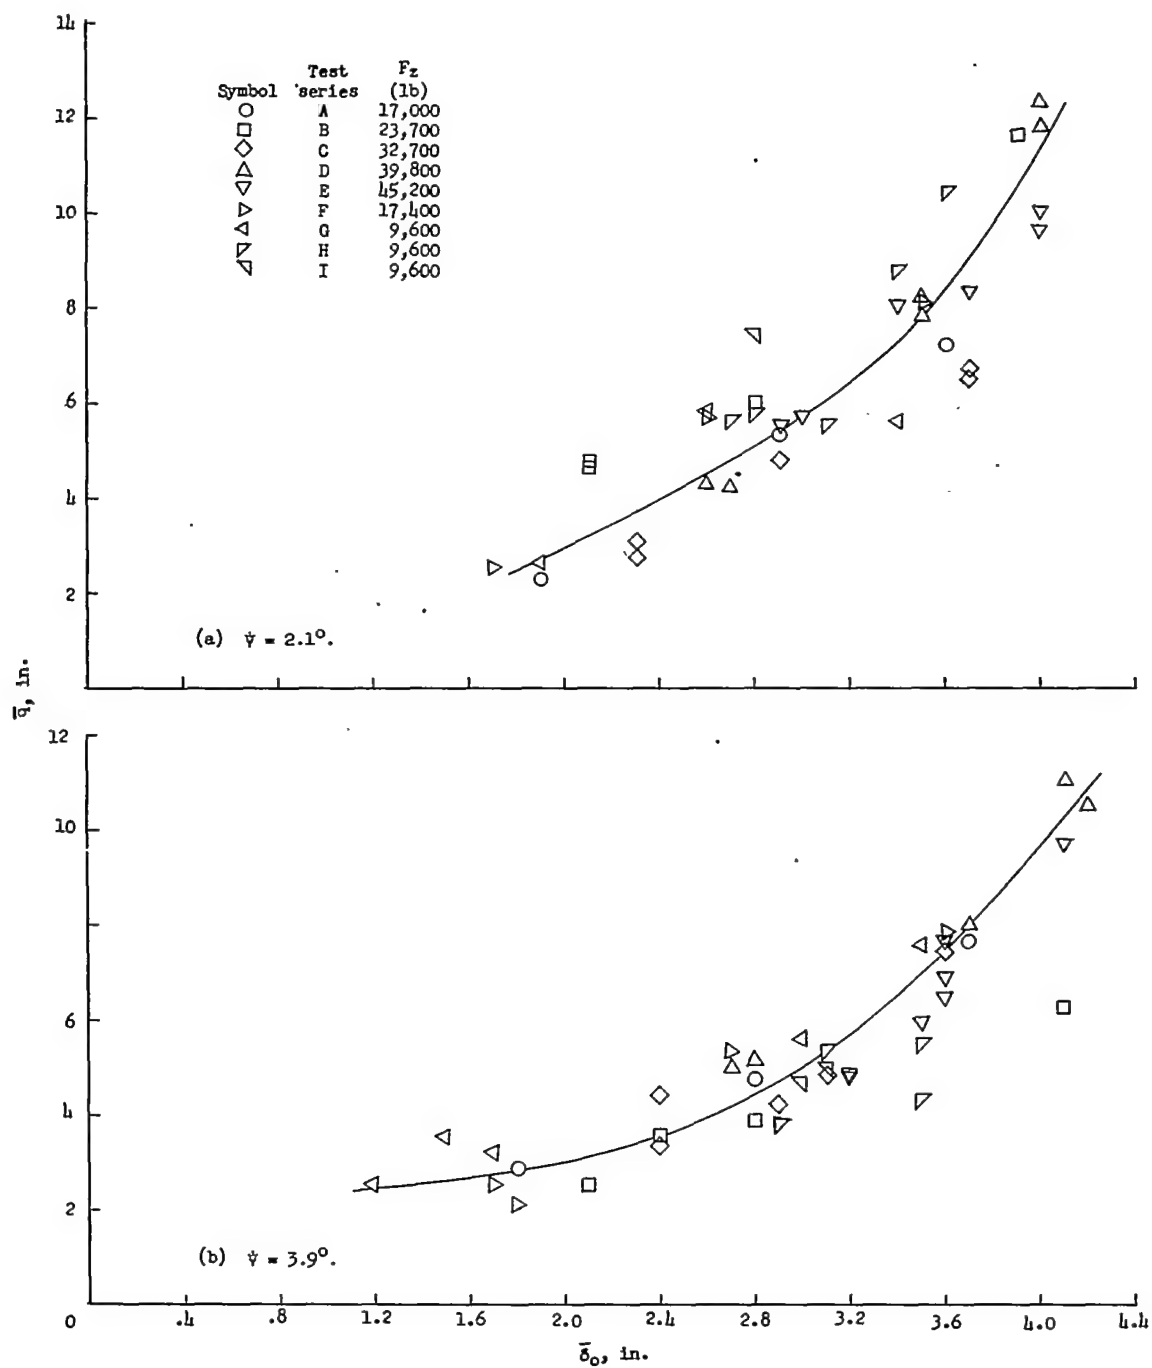 14
12
10
8
6
4
2
Symbol Test series Fz (lb)
○ A 17,000
□ B 23,700
◇ C 32,700
△ D 39,800
▽ E 45,200
▷ F 17,400
◁ G 9,600
H 9,600
I 9,600
(a) ψ = 2.1°.
q̄, in.
12
10
6
4
2
0
(b) ψ = 3.9°.
.4 .8 1.2 1.6 2.0 2.4 2.8 3.2 3.6 4.0 4.4
δ̄o, in.